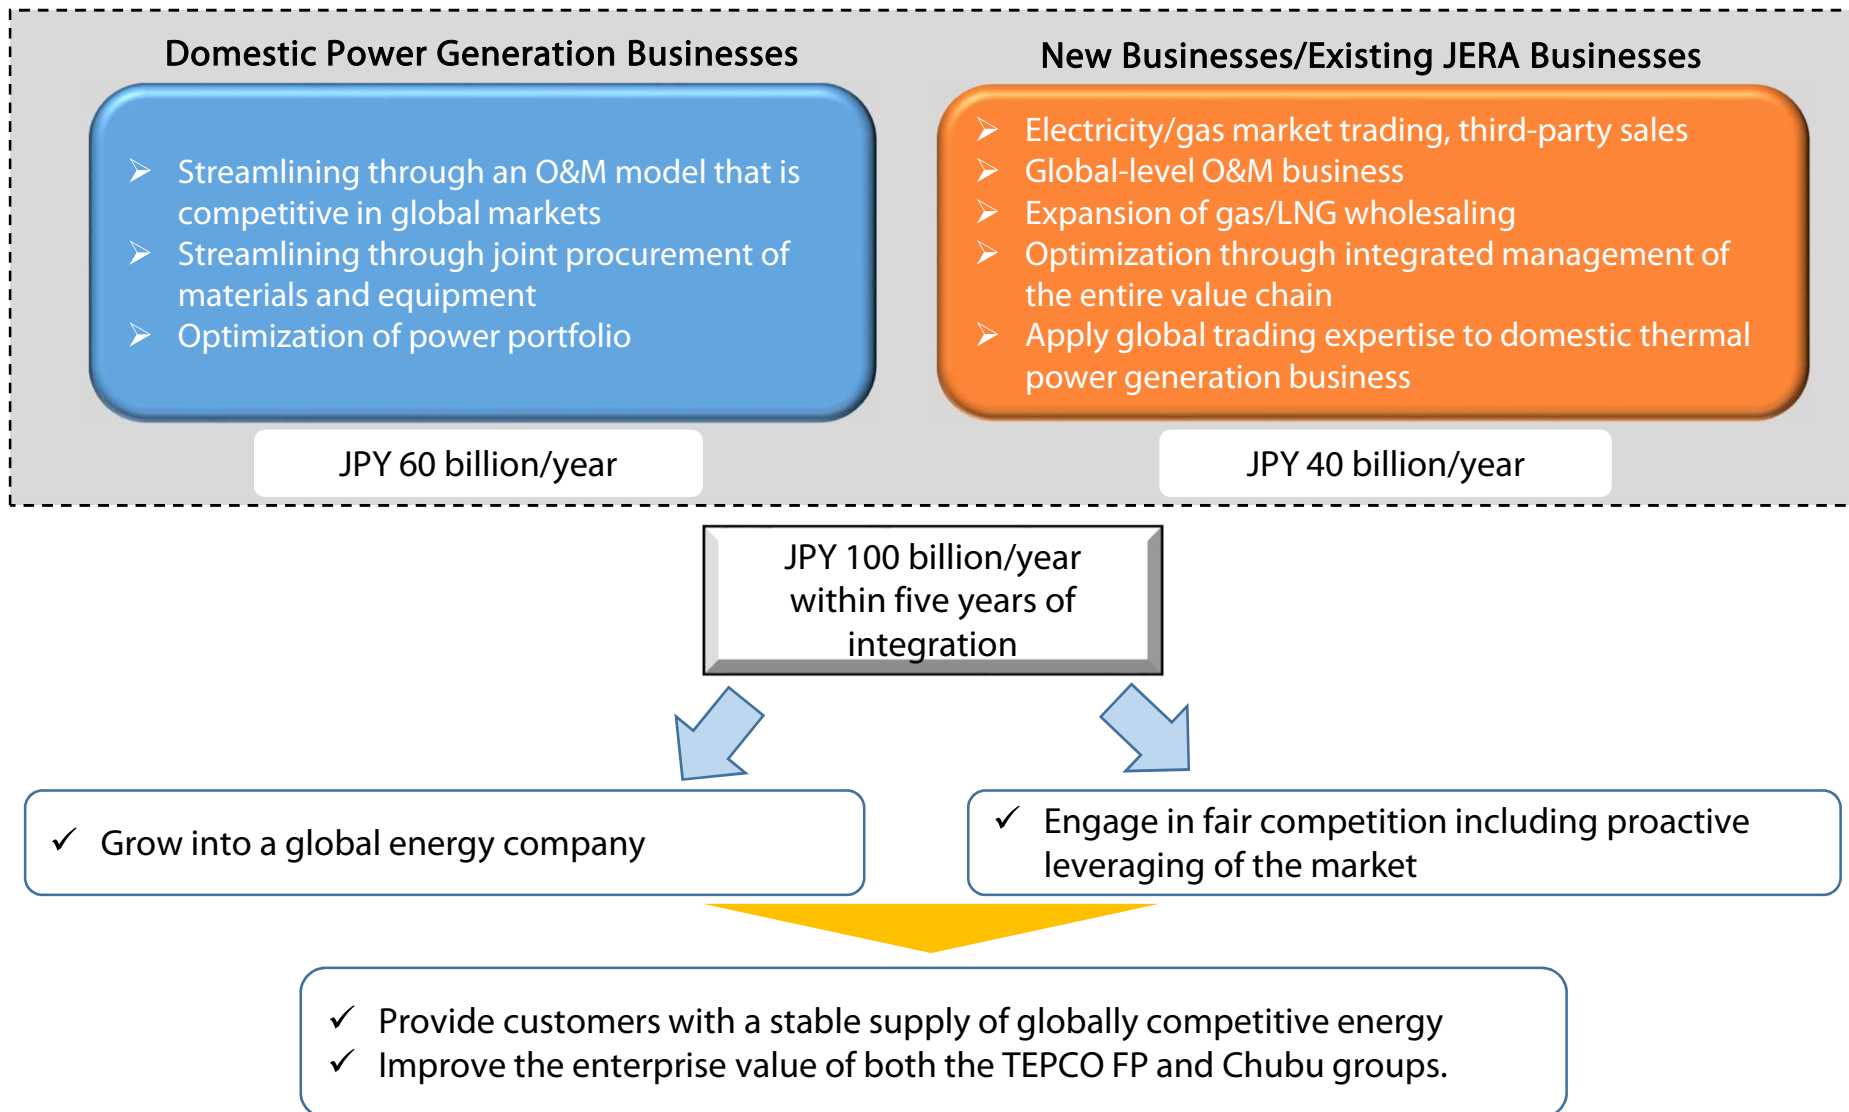 Domestic Power Generation Businesses
Streamlining through an O&M model that is
competitive in global markets
Streamlining through joint procurement of
materials and equipment
Optimization of power portfolio
JPY 60 billion/year
New Businesses/Existing JERA Businesses
Electricity/gas market trading, third-party sales
Global-level O&M business
Expansion of gas/LNG wholesaling
Optimization through integrated management of
the entire value chain
Apply global trading expertise to domestic thermal
power generation business
JPY 40 billion/year
JPY 100 billion/year
within five years of
integration
Grow into a global energy company
Engage in fair competition including proactive
leveraging of the market
Provide customers with a stable supply of globally competitive energy
Improve the enterprise value of both the TEPCO FP and Chubu groups.